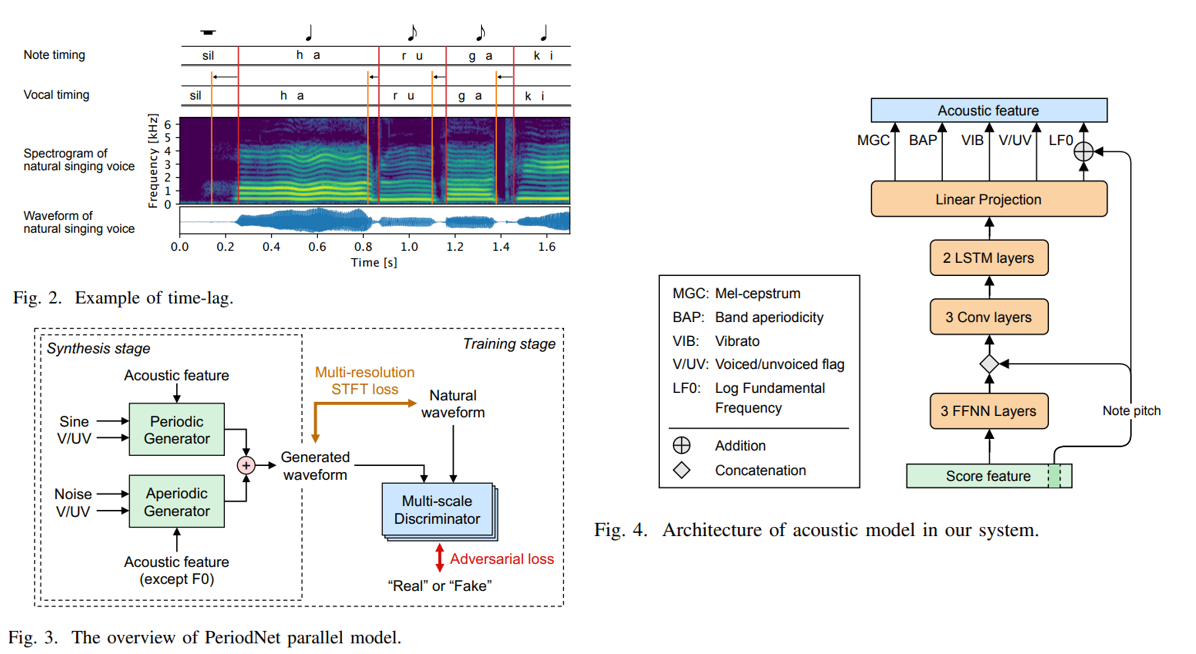 Note timing
sil h a r u g a k i
Vocal timing
sil h a r u g a k i
Spectrogram of
natural singing voice
Frequency [kHz]
6
5
4
3
2
1
0
Waveform of
natural singing voice
0.0 0.2 0.4 0.6 0.8 1.0 1.2 1.4 1.6
Time [s]
Fig. 2. Example of time-lag.
Synthesis stage
Training stage
Acoustic feature
Sine
V/UV
Periodic
Generator
Noise
V/UV
Aperiodic
Generator
Acoustic feature
(except F0)
+
Generated
waveform
Multi-resolution
STFT loss
Natural
waveform
Multi-scale
Discriminator
Adversarial loss
“Real” or “Fake”
Fig. 3. The overview of PeriodNet parallel model.
MGC: Mel-cepstrum
BAP: Band aperiodicity
VIB: Vibrato
V/UV: Voiced/unvoiced flag
LF0: Log Fundamental
Frequency
Addition
Concatenation
Acoustic feature
MGC BAP VIB V/UV LF0
Linear Projection
2 LSTM layers
3 Conv layers
3 FFNN Layers
Note pitch
Score feature
Fig. 4. Architecture of acoustic model in our system.